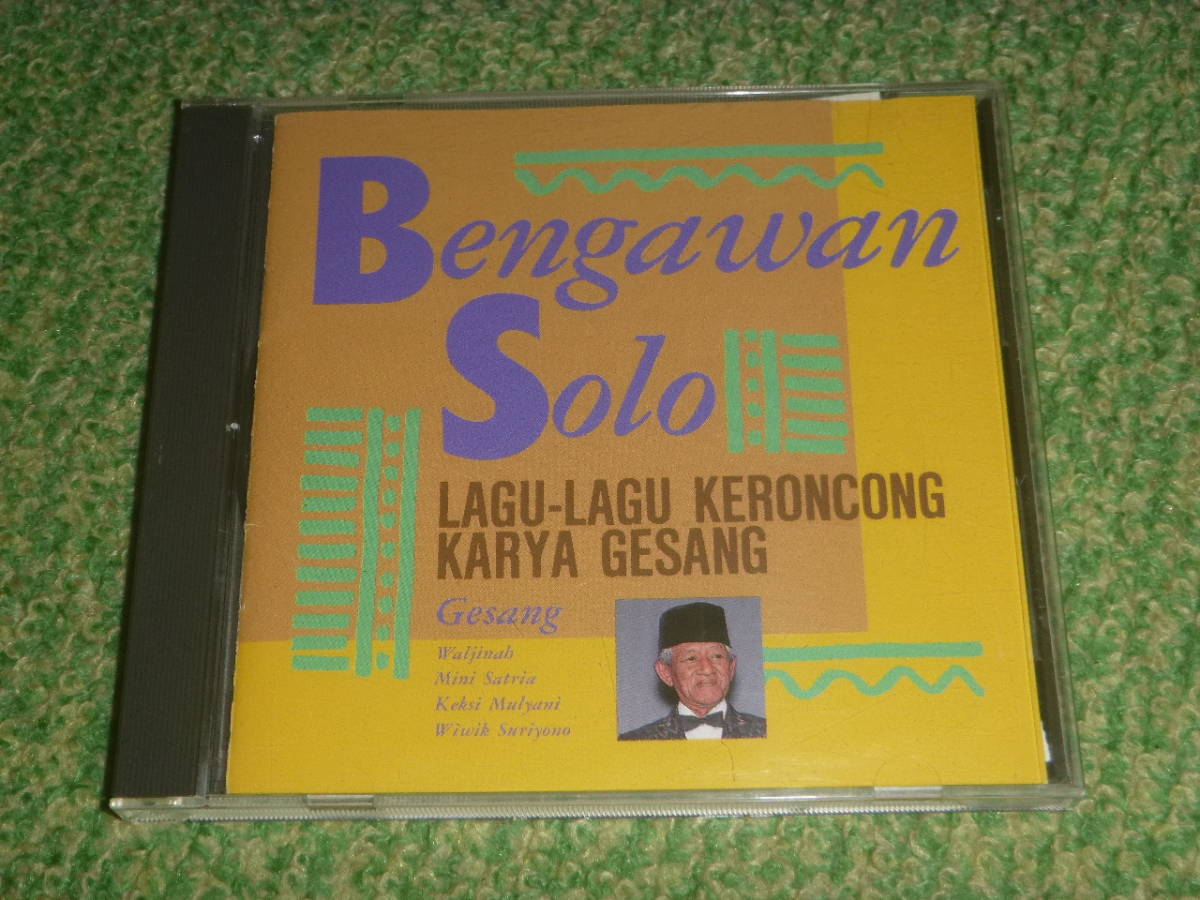 Bengawan
Solo
LAGU-LAGU KERONCONG
KARYA GESANG
Gesang
Waljinah
Mini Satria
Keksi Mulyani
Wiwik Suriyono